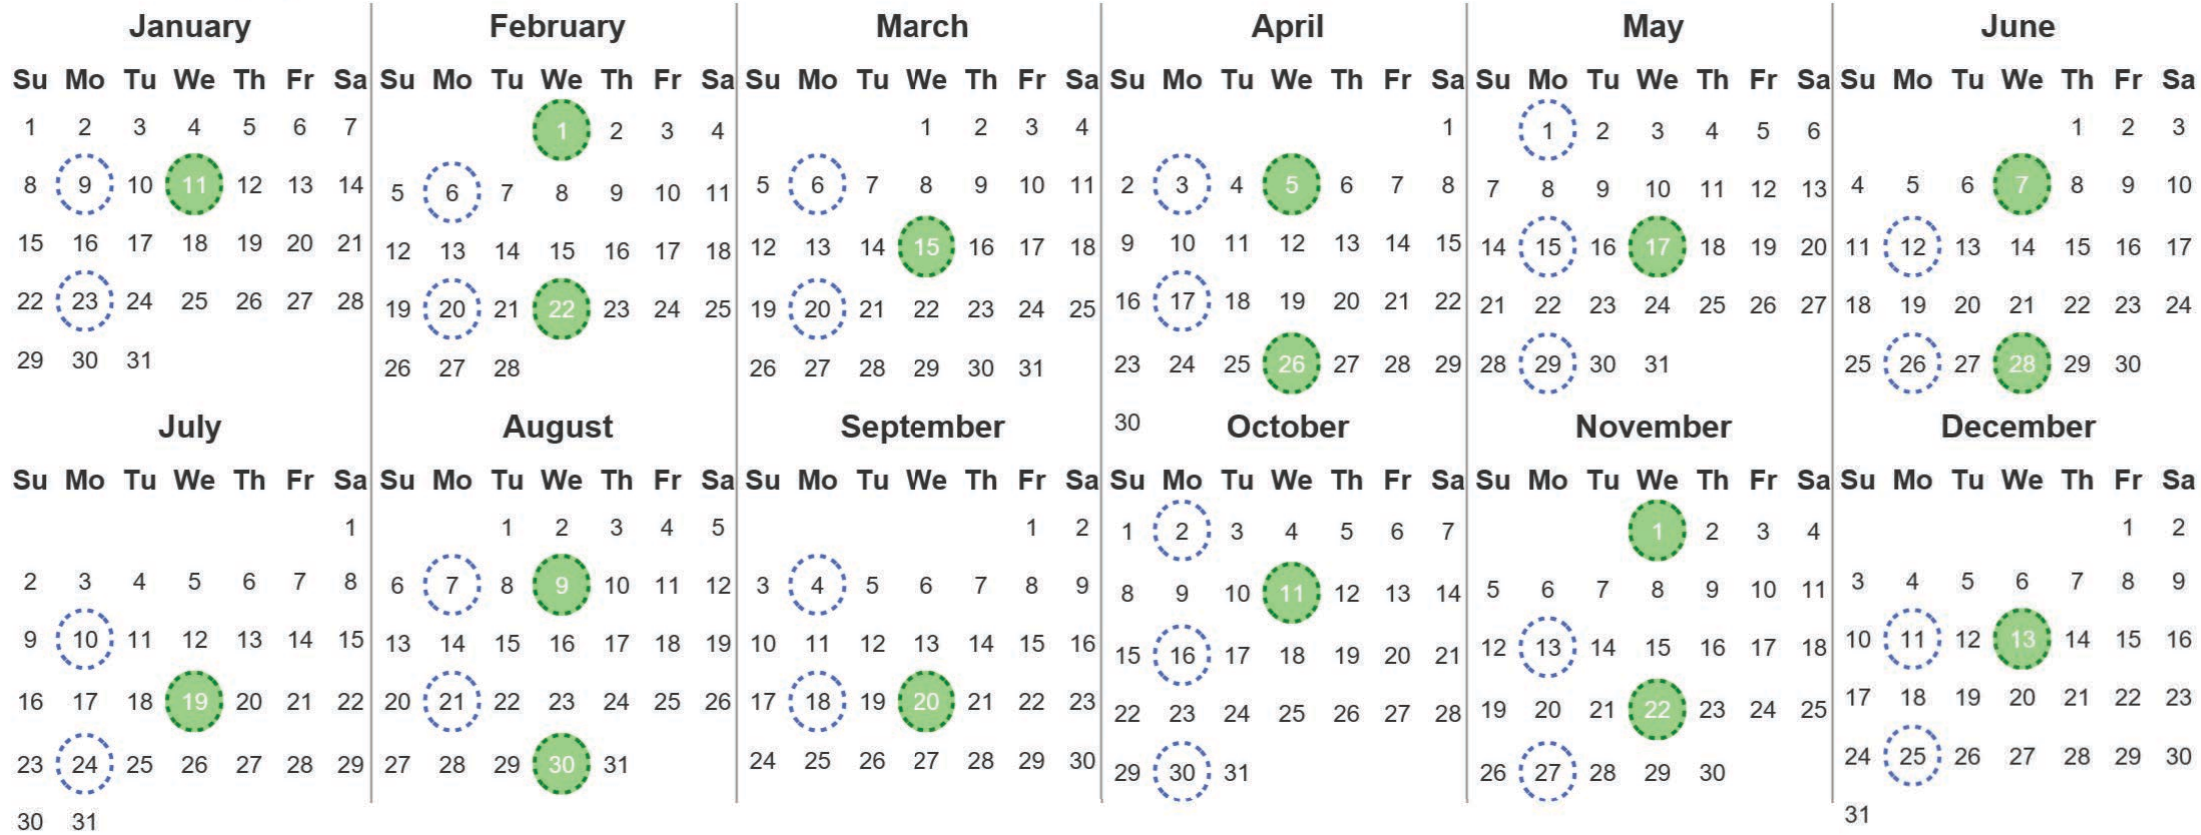 January February March April May June
Su Mo Tu We Th Fr Sa Su Mo Tu We Th Fr Sa Su Mo Tu We Th Fr Sa Su Mo Tu We Th Fr Sa Su Mo Tu We Th Fr Sa Su Mo Tu We Th Fr Sa
1 2 3 4 5 6 7 1 2 3 4 1 2 3 4 1 1 2 3 4 5 6 1 2 3
8 9 10 11 12 13 14 5 6 7 8 9 10 11 5 6 7 8 9 10 11 2 3 4 5 6 7 8 7 8 9 10 11 12 13 4 5 6 7 8 9 10
15 16 17 18 19 20 21 12 13 14 15 16 17 18 12 13 14 15 16 17 18 9 10 11 12 13 14 15 14 15 16 17 18 19 20 11 12 13 14 15 16 17
22 23 24 25 26 27 28 19 20 21 22 23 24 25 19 20 21 22 23 24 25 16 17 18 19 20 21 22 21 22 23 24 25 26 27 18 19 20 21 22 23 24
29 30 31 26 27 28 26 27 28 29 30 31 23 24 25 26 27 28 29 28 29 30 31 25 26 27 28 29 30
30
July August September October November December
Su Mo Tu We Th Fr Sa Su Mo Tu We Th Fr Sa Su Mo Tu We Th Fr Sa Su Mo Tu We Th Fr Sa Su Mo Tu We Th Fr Sa Su Mo Tu We Th Fr Sa
1 1 2 3 4 5 1 2 1 2 3 4 5 6 7 1 2 3 4 1 2
2 3 4 5 6 7 8 6 7 8 9 10 11 12 3 4 5 6 7 8 9 8 9 10 11 12 13 14 5 6 7 8 9 10 11 3 4 5 6 7 8 9
9 10 11 12 13 14 15 13 14 15 16 17 18 19 10 11 12 13 14 15 16 15 16 17 18 19 20 21 12 13 14 15 16 17 18 10 11 12 13 14 15 16
16 17 18 19 20 21 22 20 21 22 23 24 25 26 17 18 19 20 21 22 23 22 23 24 25 26 27 28 19 20 21 22 23 24 25 17 18 19 20 21 22 23
23 24 25 26 27 28 29 27 28 29 30 31 24 25 26 27 28 29 30 29 30 31 26 27 28 29 30 24 25 26 27 28 29 30
30 31 31